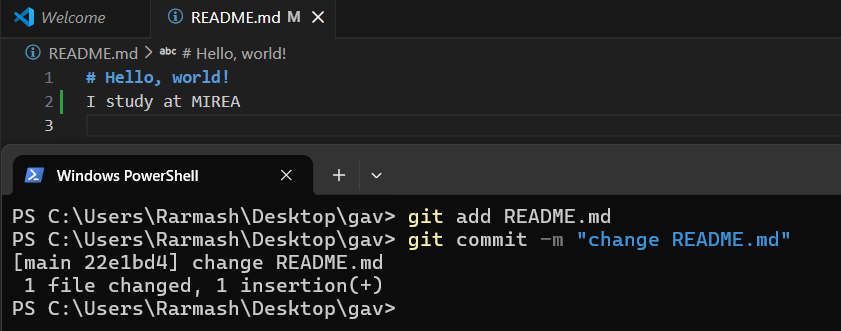 Welcome README.md M
README.md > abc # Hello, world!
1 # Hello, world!
2 I study at MIREA
3
Windows PowerShell
PS C:\Users\Rarmash\Desktop\gav> git add README.md
PS C:\Users\Rarmash\Desktop\gav> git commit -m "change README.md"
[main 22e1bd4] change README.md
 1 file changed, 1 insertion(+)
PS C:\Users\Rarmash\Desktop\gav>